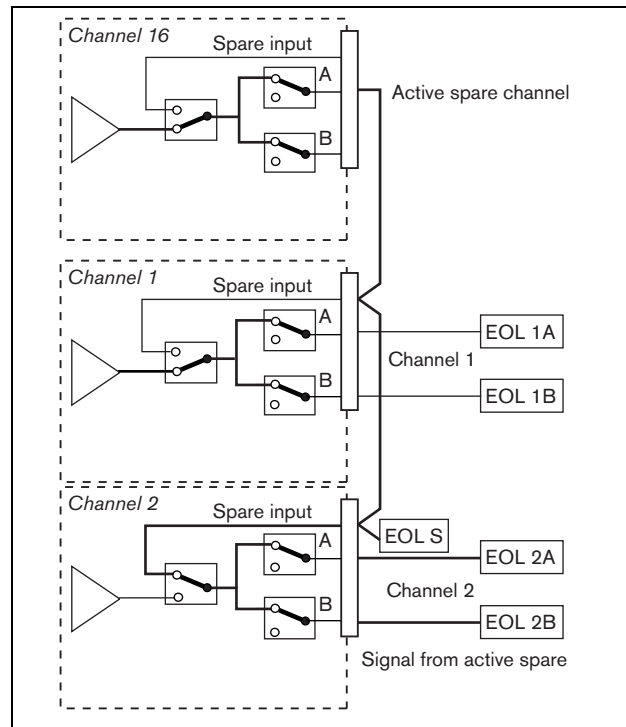 Channel 16
Spare input
A
Active spare channel
B
Channel 1
Spare input
A
EOL 1A
Channel 1
B
EOL 1B
Channel 2
Spare input
EOL S
A
EOL 2A
Channel 2
B
EOL 2B
Signal from active spare